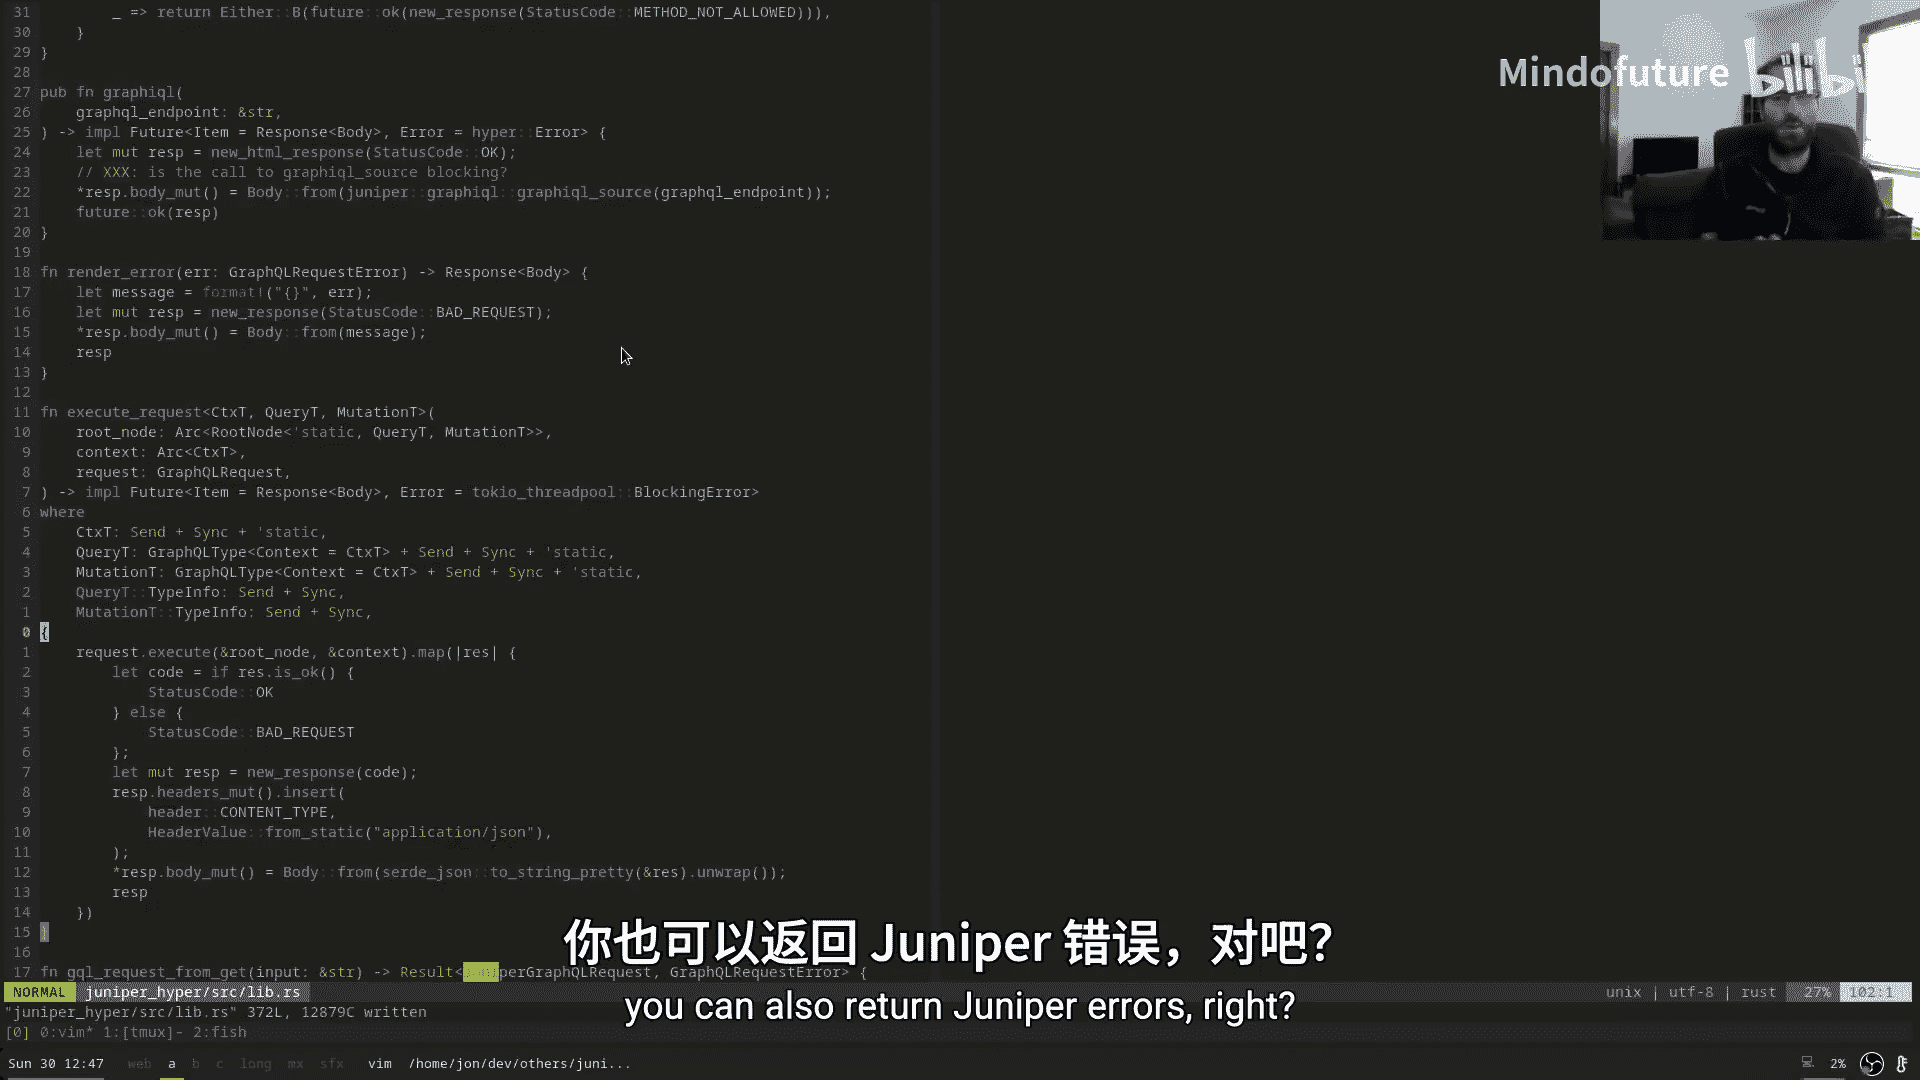 31         _ => return Either::B(future::ok(new_response(StatusCode::METHOD_NOT_ALLOWED))),
30     }
29 }
28
27 pub fn graphiql(
26     graphql_endpoint: &str,
25 ) -> impl Future<Item = Response<Body>, Error = hyper::Error> {
24     let mut resp = new_html_response(StatusCode::OK);
23     // XXX: is the call to graphiql_source blocking?
22     *resp.body_mut() = Body::from(juniper::graphiql::graphiql_source(graphql_endpoint));
21     future::ok(resp)
20 }
19
18 fn render_error(err: GraphQLRequestError) -> Response<Body> {
17     let message = format!("{}", err);
16     let mut resp = new_response(StatusCode::BAD_REQUEST);
15     *resp.body_mut() = Body::from(message);
14     resp
13 }
12
11 fn execute_request<CtxT, QueryT, MutationT>(
10     root_node: Arc<RootNode<'static, QueryT, MutationT>>,
9     context: Arc<CtxT>,
8     request: GraphQLRequest,
7 ) -> impl Future<Item = Response<Body>, Error = tokio_threadpool::BlockingError>
6 where
5     CtxT: Send + Sync + 'static,
4     QueryT: GraphQLType<Context = CtxT> + Send + Sync + 'static,
3     MutationT: GraphQLType<Context = CtxT> + Send + Sync + 'static,
2     QueryT::TypeInfo: Send + Sync,
1     MutationT::TypeInfo: Send + Sync,
0 {
1     request.execute(&root_node, &context).map(|res| {
2         let code = if res.is_ok() {
3             StatusCode::OK
4         } else {
5             StatusCode::BAD_REQUEST
6         };
7         let mut resp = new_response(code);
8         resp.headers_mut().insert(
9             header::CONTENT_TYPE,
10             HeaderValue::from_static("application/json"),
11         );
12         *resp.body_mut() = Body::from(serde_json::to_string_pretty(&res).unwrap());
13         resp
14     })
15 }
16
17 fn gql_request_from_get(input: &str) -> Result<JuniperGraphQLRequest, GraphQLRequestError> {
Mindofuture bilibi
你也可以返回 Juniper 错误，对吧？
you can also return Juniper errors, right?
NORMAL juniper_hyper/src/lib.rs unix | utf-8 | rust 27% 102:1
"juniper_hyper/src/lib.rs" 372L, 12879C written
[0] 0:vim* 1:[tmux]- 2:fish
Sun 30 12:47 web a b c long mx sfx vim /home/jon/dev/others/juni... 2%